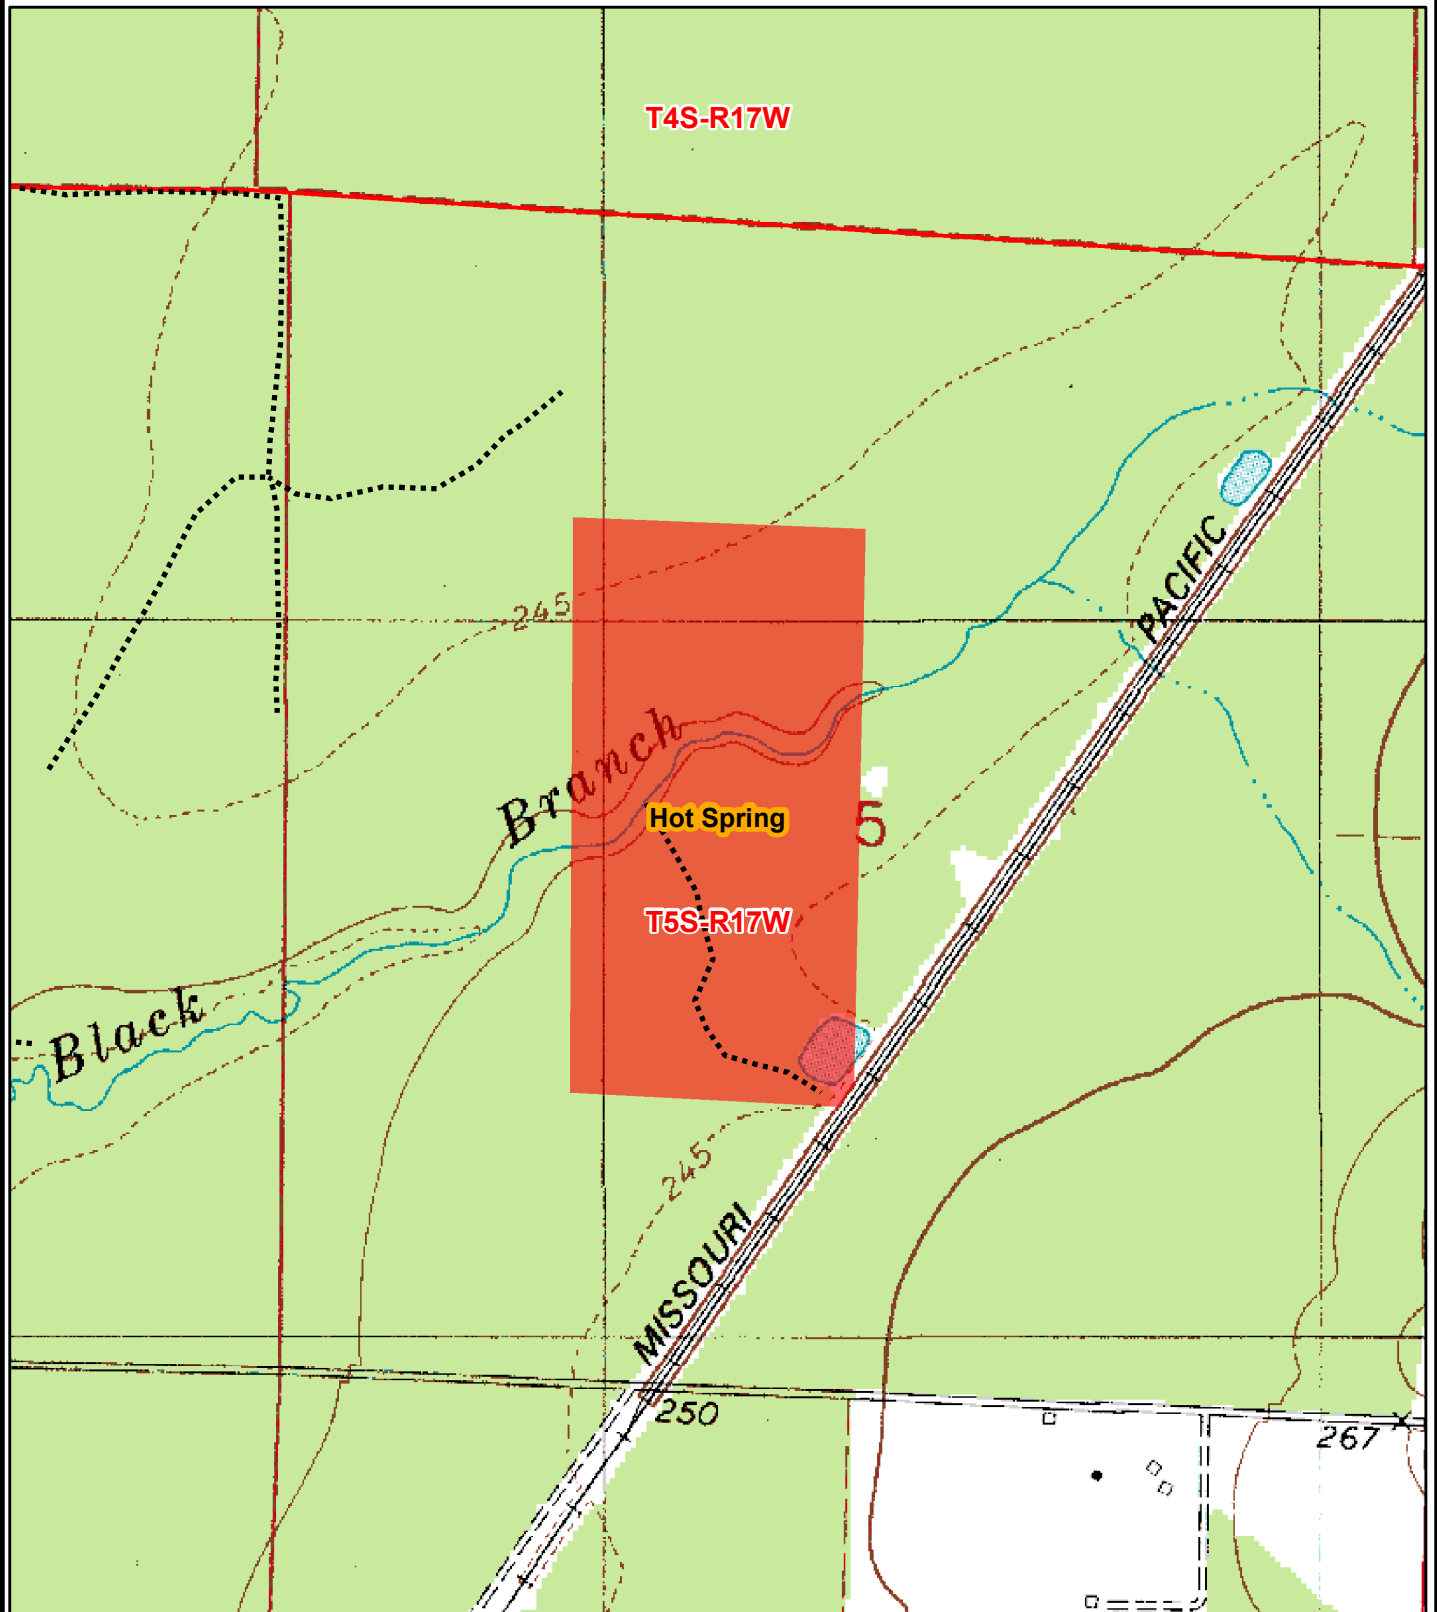 T4S-R17W
PACIFIC
245
Branch
Hot Spring
5
T5S-R17W
Black
245
MISSOURI
250
267